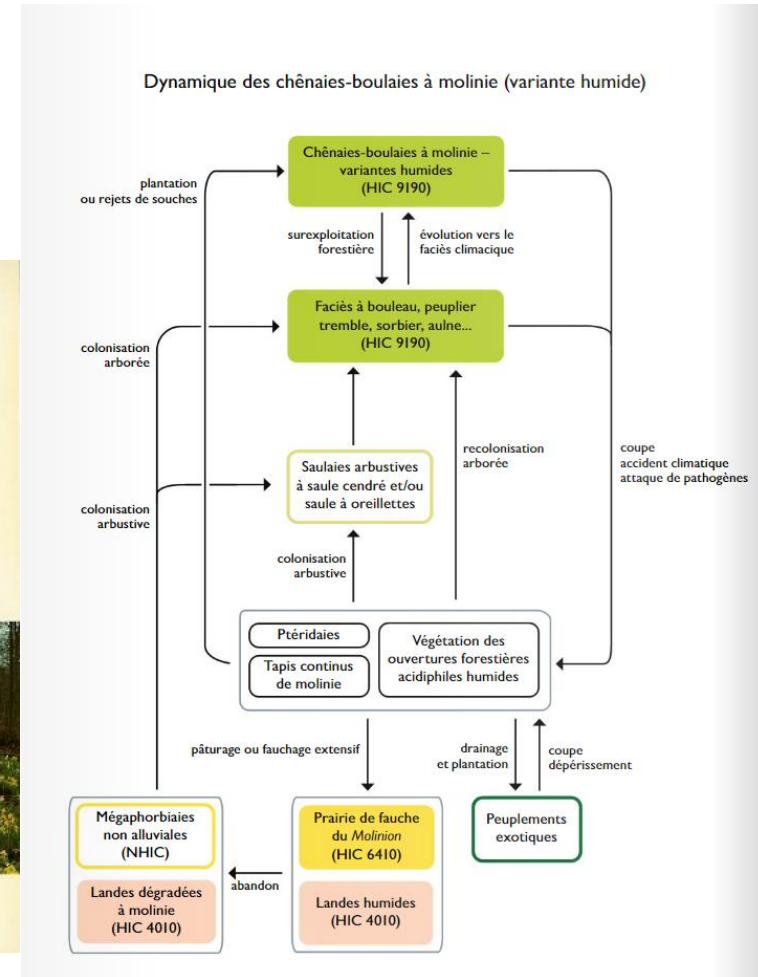 Dynamique des chênaies-boulaies à molinie (variante humide)
Chênaies-boulaies à molinie –
variantes humides
(HIC 9190)
plantation
ou rejets de souches
surexploitation
forestière
évolution vers le
faciès climacique
Faciès à bouleau, peuplier
tremble, sorbier, aulne...
(HIC 9190)
colonisation
arborée
Saulaies arbustives
à saule cendré et/ou
saule à oreillettes
recolonisation
arborée
coupe
accident climatique
attaque de pathogènes
colonisation
arbustive
colonisation
arbustive
Ptéridaies
Tapis continus
de molinie
Végétation des
ouvertures forestières
acidiphiles humides
pâturage ou fauchage extensif
drainage
et plantation
coupe
dépérissement
Mégaphorbiaies
non alluviales
(NHIC)
Landes dégradées
à molinie
(HIC 4010)
abandon
Prairie de fauche
du Molinion
(HIC 6410)
Landes humides
(HIC 4010)
Peuplements
exotiques